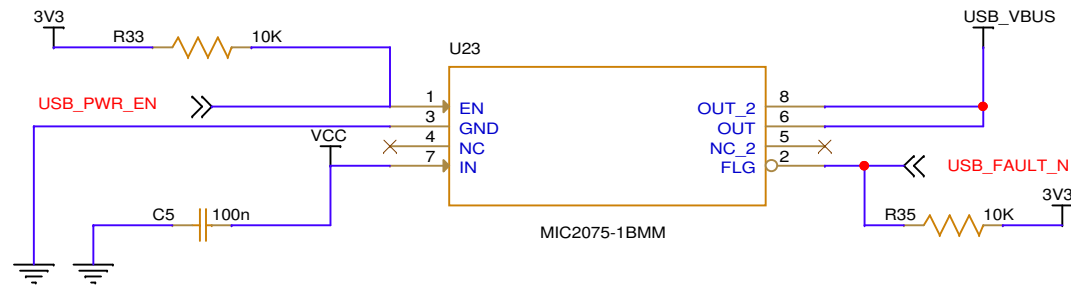 3V3
R33
10K
U23
USB_VBUS
USB_PWR_EN
1
EN
OUT_2
8
3
GND
OUT
6
VCC
4
NC
NC_2
5
7
IN
FLG
2
USB_FAULT_N
3V3
C5
100n
R35
10K
MIC2075-1BMM